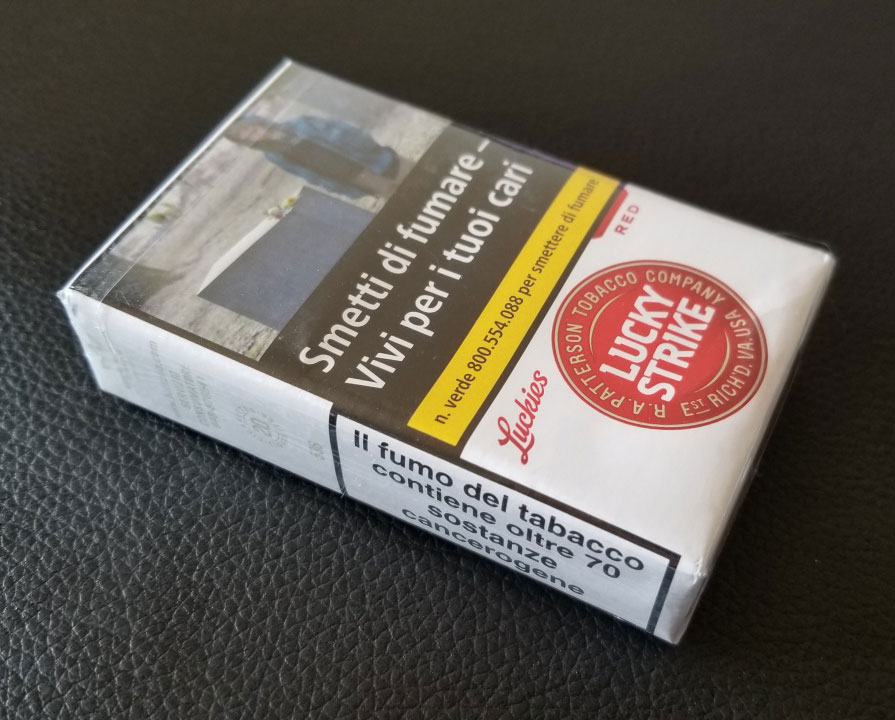 Smetti di fumare –
Vivi per i tuoi cari
n. verde 800.554.088 per smettere di fumare
RED
R.A.PATTERSON TOBACCO COMPANY
LUCKY
STRIKE
EST RICH'D. VA. USA
Luckies
Il fumo del tabacco
contiene oltre 70
sostanze
cancerogene
20